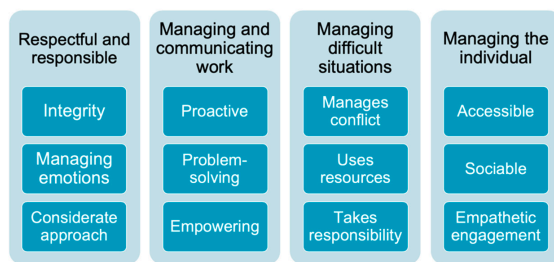 Respectful and
responsible
Integrity
Managing
emotions
Considerate
approach
Managing and
communicating
work
Proactive
Problem-
solving
Empowering
Managing
difficult
situations
Manages
conflict
Uses
resources
Takes
responsibility
Managing the
individual
Accessible
Sociable
Empathetic
engagement